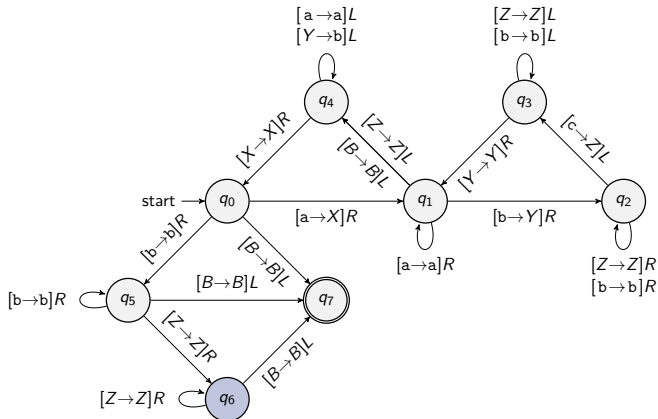 [a→a]L
[Y→b]L
[Z→Z]L
[b→b]L
q4
q3
[X→X]R
[Z→Z]L
[B→B]L
[Y→Y]R
[c→Z]L
start
q0
[a→X]R
q1
[b→Y]R
q2
[b→b]R
[B→B]L
[a→a]R
[Z→Z]R
[b→b]R
[b→b]R
q5
[B→B]L
q7
[Z→Z]R
[B→B]L
[Z→Z]R
q6